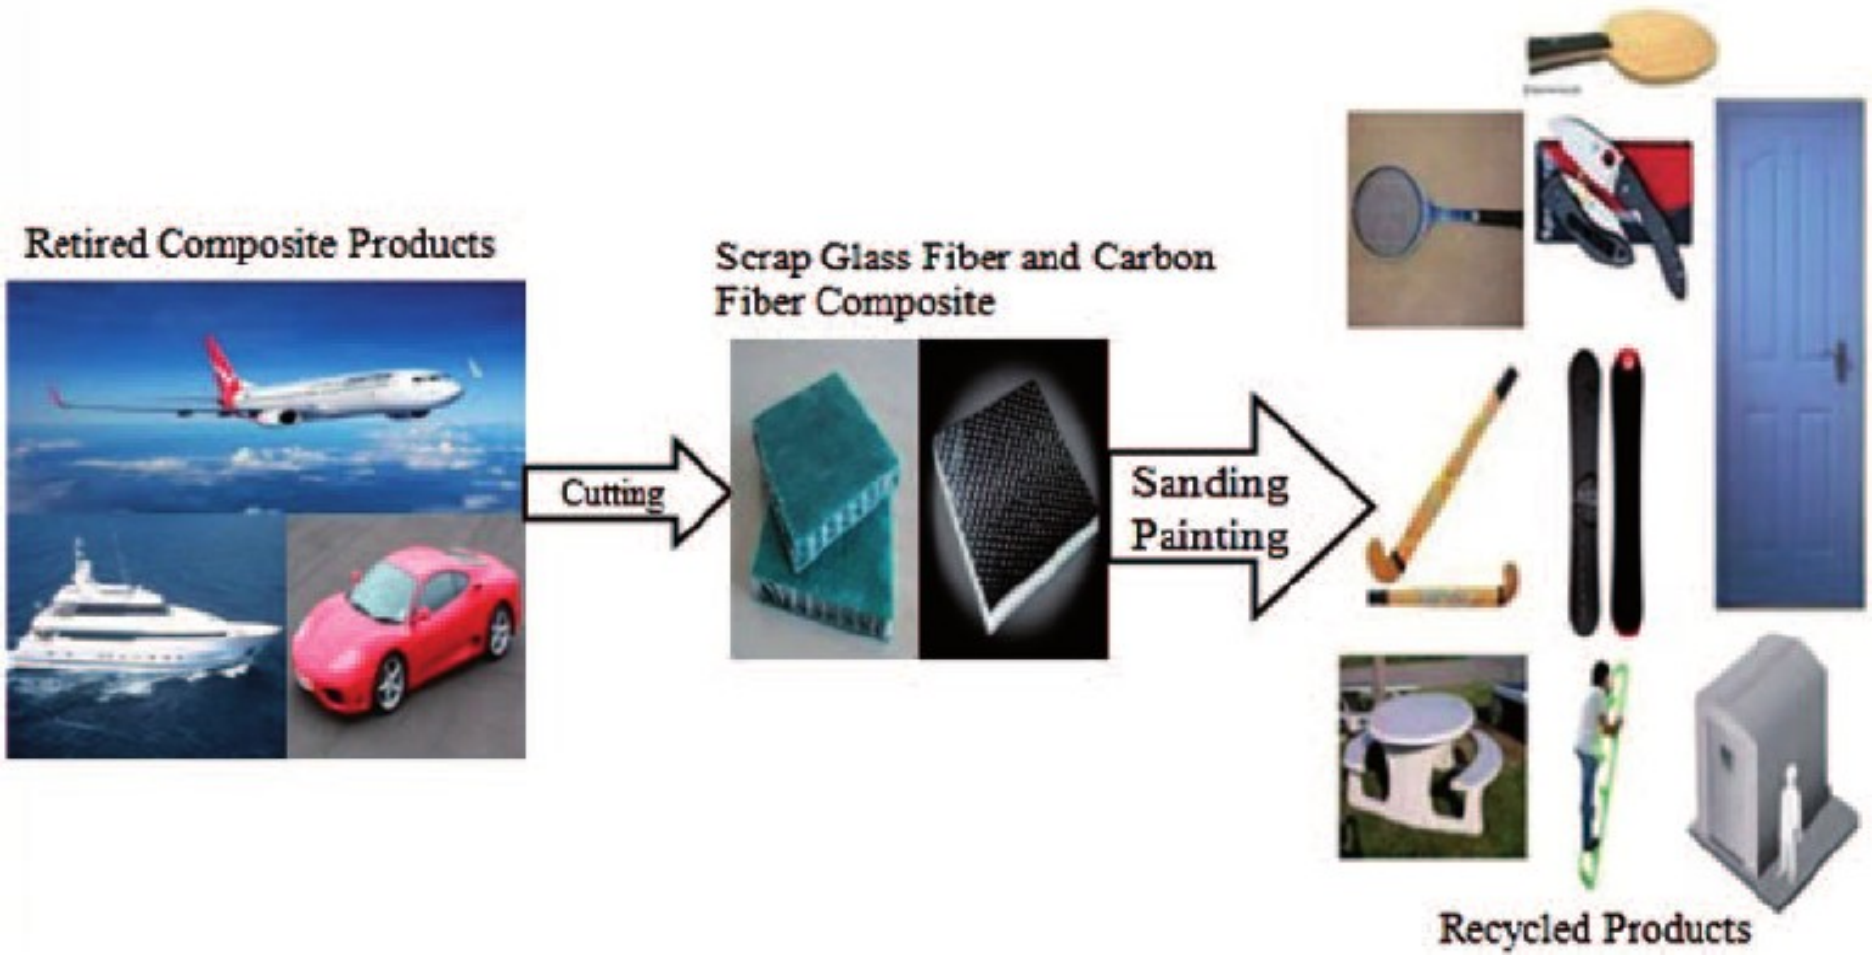 Retired Composite Products
Scrap Glass Fiber and Carbon
Fiber Composite
Cutting
Sanding
Painting
Recycled Products